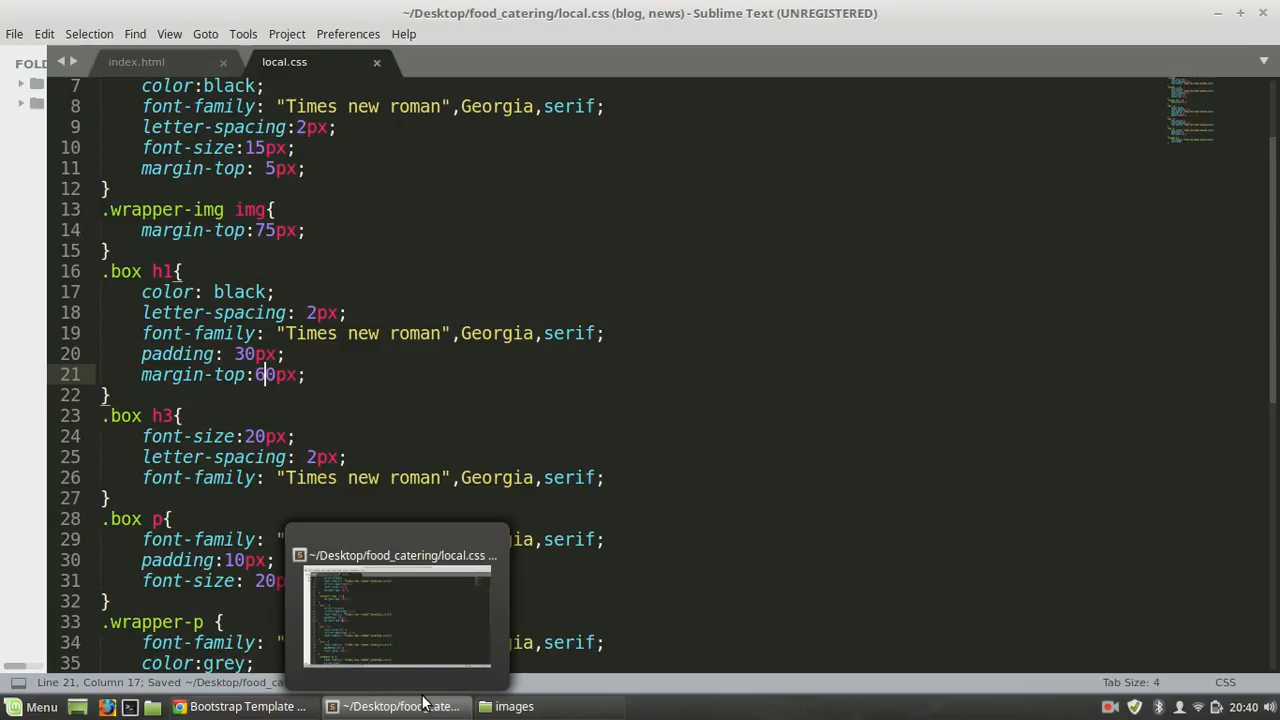 ~/Desktop/food_catering/local.css (blog, news) - Sublime Text (UNREGISTERED)
File Edit Selection Find View Goto Tools Project Preferences Help
FOLD
index.html
local.css
7 color:black;
8 font-family: "Times new roman",Georgia,serif;
9 letter-spacing:2px;
10 font-size:15px;
11 margin-top: 5px;
12 }
13 .wrapper-img img{
14 margin-top:75px;
15 }
16 .box h1{
17 color: black;
18 letter-spacing: 2px;
19 font-family: "Times new roman",Georgia,serif;
20 padding: 30px;
21 margin-top:60px;
22 }
23 .box h3{
24 font-size:20px;
25 letter-spacing: 2px;
26 font-family: "Times new roman",Georgia,serif;
27 }
28 .box p{
29 font-family: " gia,serif;
30 padding:10px;
31 font-size: 20p
32 }
33 .wrapper-p {
34 font-family: " gia,serif;
35 color:grey;
~/Desktop/food_catering/local.css ...
Line 21, Column 17; Saved ~/Desktop/food_ca
Tab Size: 4
CSS
Menu
Bootstrap Template ...
~/Desktop/food_cate...
images
20:40